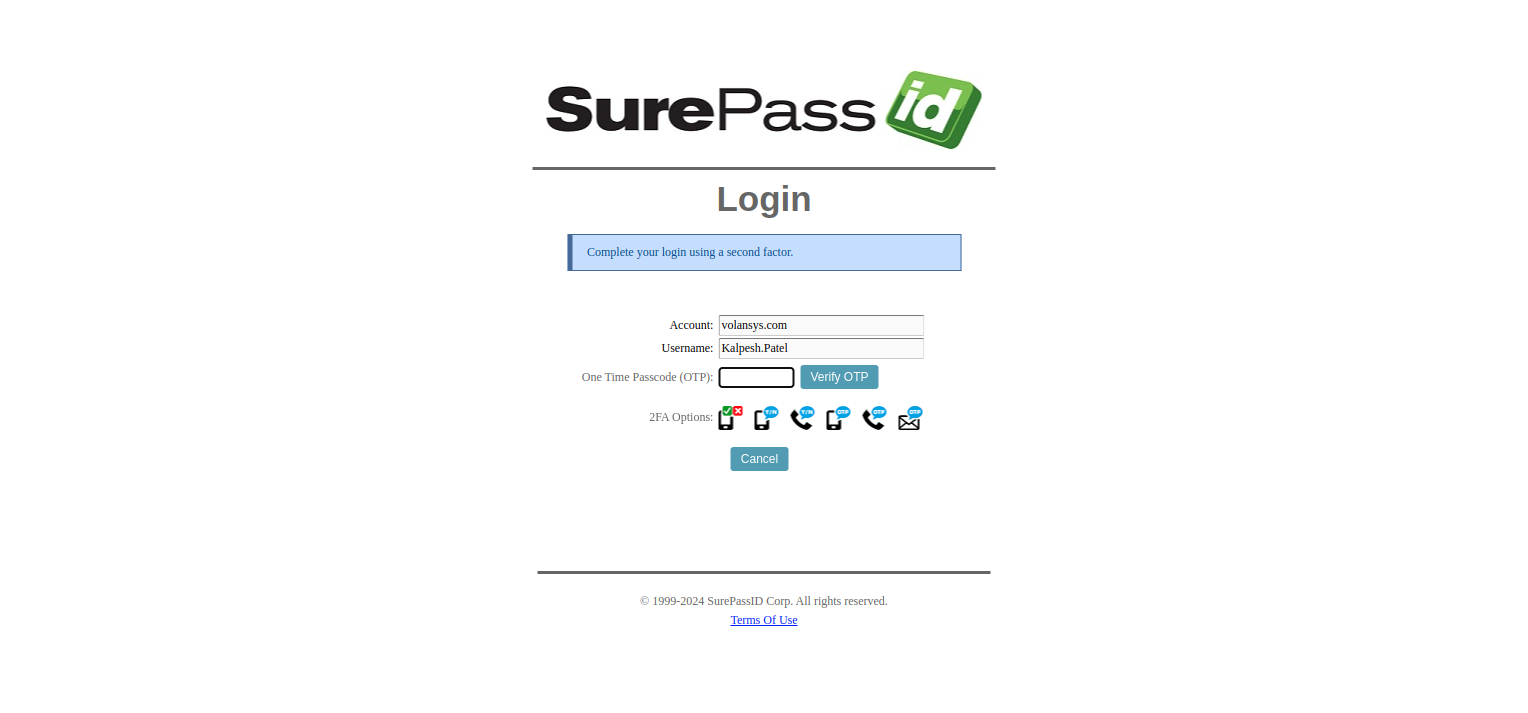 SurePass id
Login
Complete your login using a second factor.
Account: volansys.com
Username: Kalpesh.Patel
One Time Passcode (OTP): Verify OTP
2FA Options: Y/N Y/N OTP OTP OTP
Cancel
© 1999-2024 SurePassID Corp. All rights reserved.
Terms Of Use